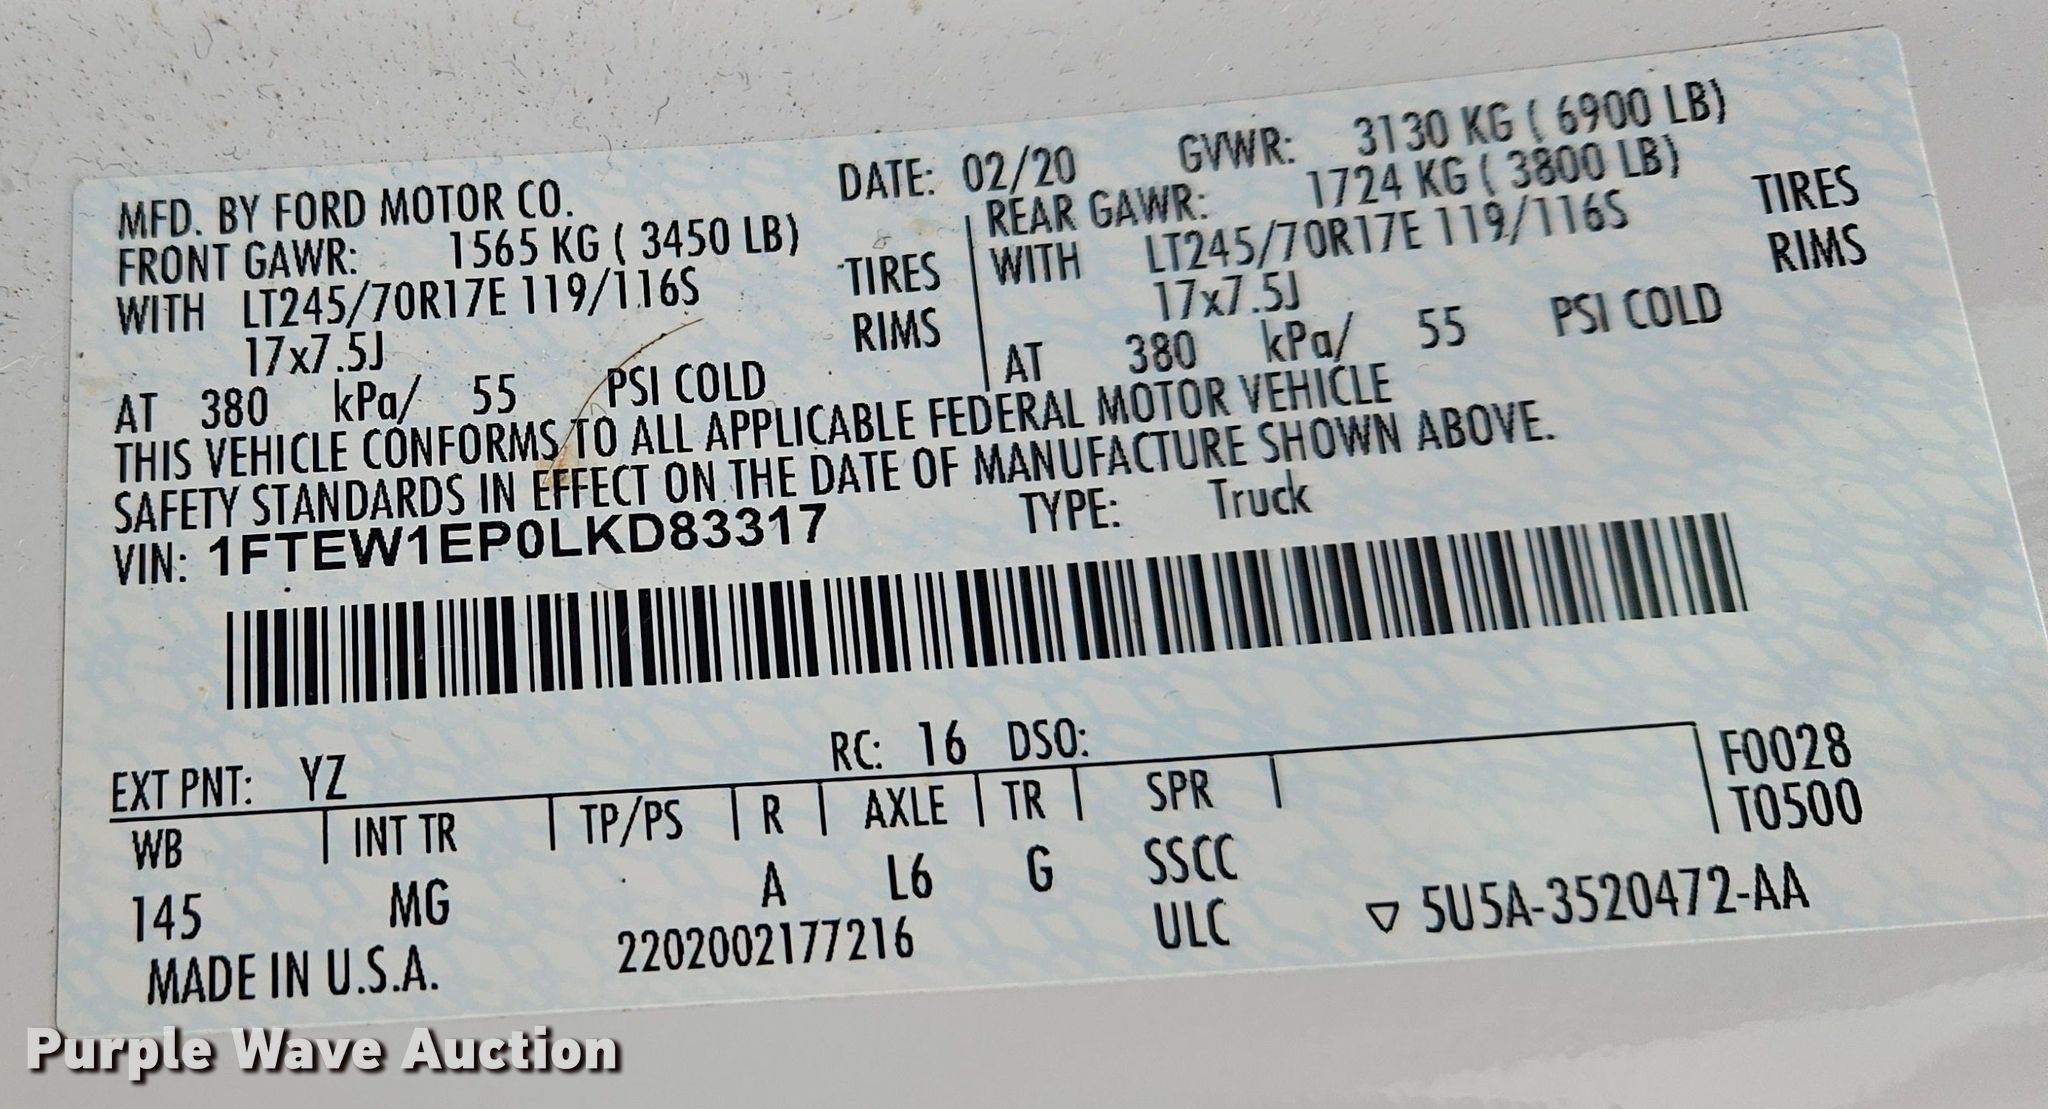 MFD. BY FORD MOTOR CO. DATE: 02/20 GVWR: 3130 KG ( 6900 LB)
FRONT GAWR: 1565 KG ( 3450 LB) REAR GAWR: 1724 KG ( 3800 LB)
WITH LT245/70R17E 119/116S TIRES WITH LT245/70R17E 119/116S TIRES
17x7.5J RIMS 17x7.5J RIMS
AT 380 kPa/ 55 PSI COLD AT 380 kPa/ 55 PSI COLD
THIS VEHICLE CONFORMS TO ALL APPLICABLE FEDERAL MOTOR VEHICLE
SAFETY STANDARDS IN EFFECT ON THE DATE OF MANUFACTURE SHOWN ABOVE.
VIN: 1FTEW1EP0LKD83317 TYPE: Truck
EXT PNT: YZ RC: 16 DSO:
WB INT TR TP/PS R AXLE TR SPR F0028
T0500
145 MG A L6 G SSCC
ULC ▽ 5U5A-3520472-AA
MADE IN U.S.A. 2202002177216
Purple Wave Auction